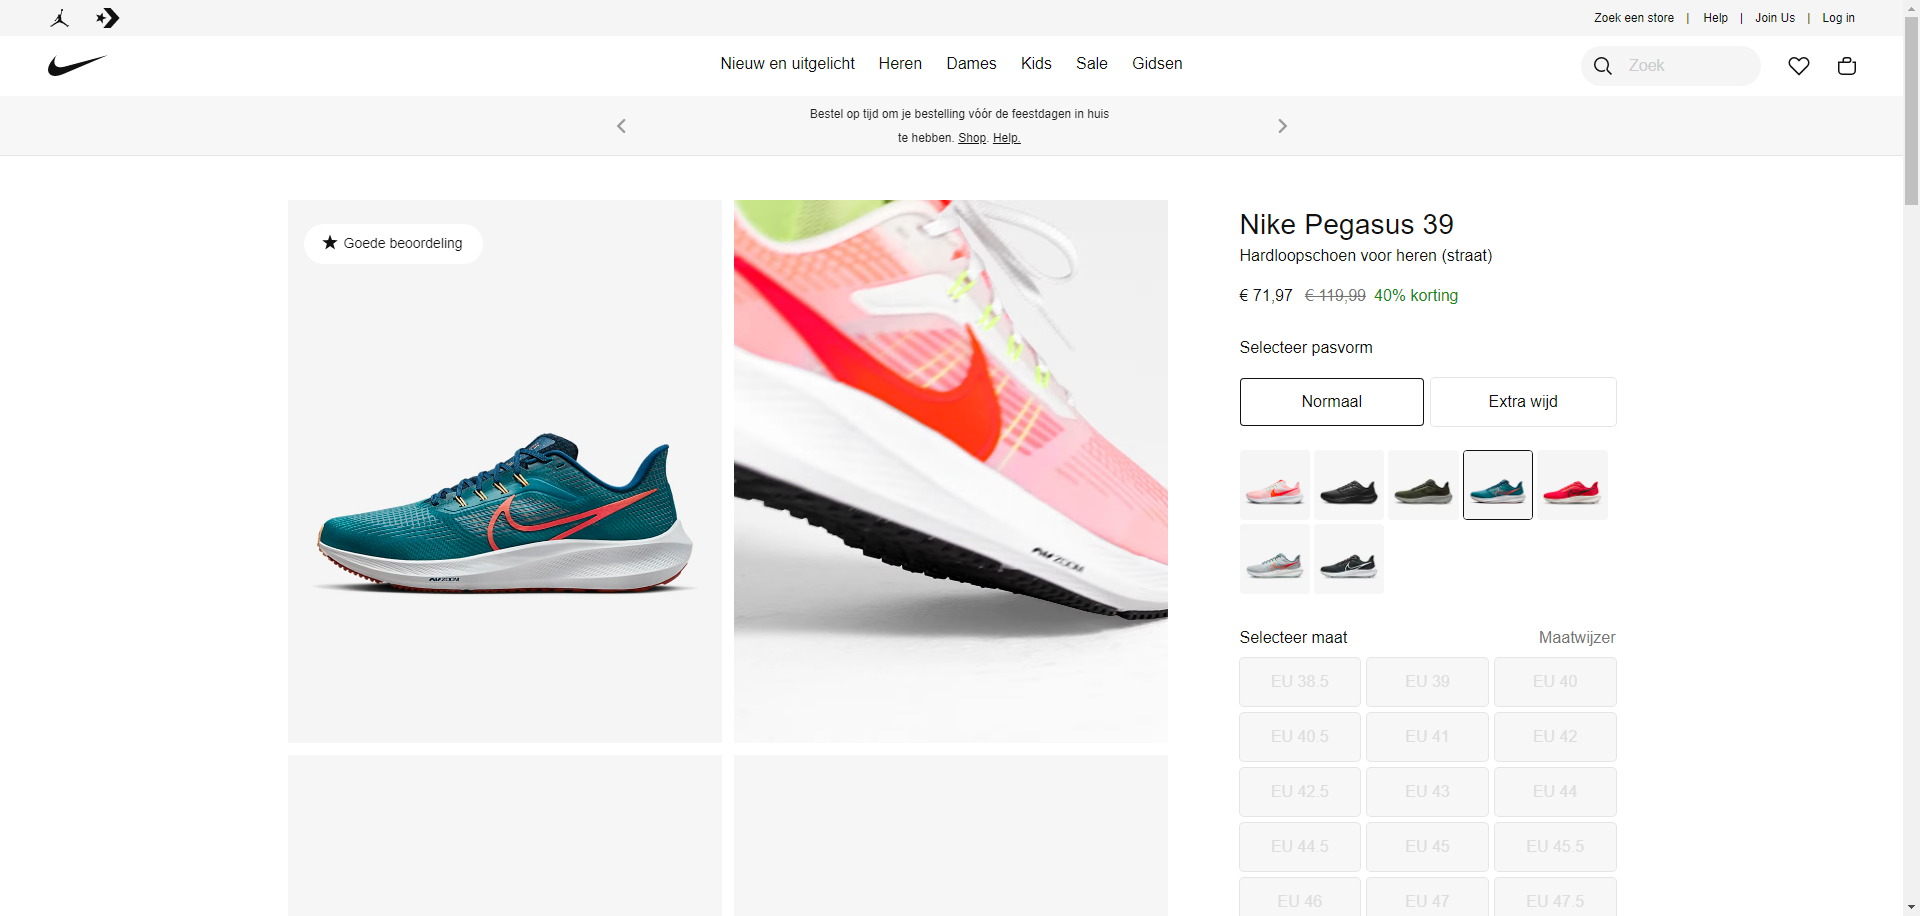 Zoek een store | Help | Join Us | Log in
Nieuw en uitgelicht Heren Dames Kids Sale Gidsen
Zoek
Bestel op tijd om je bestelling vóór de feestdagen in huis
te hebben. Shop. Help.
★ Goede beoordeling
Nike Pegasus 39
Hardloopschoen voor heren (straat)
€ 71,97 € 119,99 40% korting
Selecteer pasvorm
Normaal Extra wijd
Selecteer maat Maatwijzer
EU 38.5 EU 39 EU 40
EU 40.5 EU 41 EU 42
EU 42.5 EU 43 EU 44
EU 44.5 EU 45 EU 45.5
EU 46 EU 47 EU 47.5